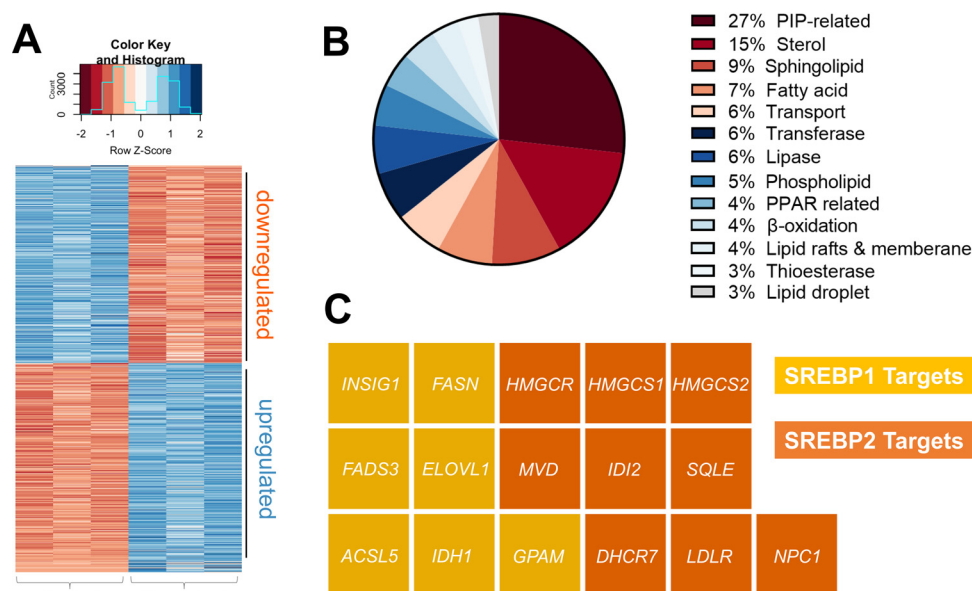 A
Color Key
and Histogram
Count
0
3000
-2
-1
0
1
2
Row Z-Score
downregulated
upregulated
B
27% PIP-related
15% Sterol
9% Sphingolipid
7% Fatty acid
6% Transport
6% Transferase
6% Lipase
5% Phospholipid
4% PPAR related
4% β-oxidation
4% Lipid rafts & memberane
3% Thioesterase
3% Lipid droplet
C
INSIG1
FASN
HMGCR
HMGCS1
HMGCS2
FADS3
ELOVL1
MVD
IDI2
SQLE
ACSL5
IDH1
GPAM
DHCR7
LDLR
NPC1
SREBP1 Targets
SREBP2 Targets